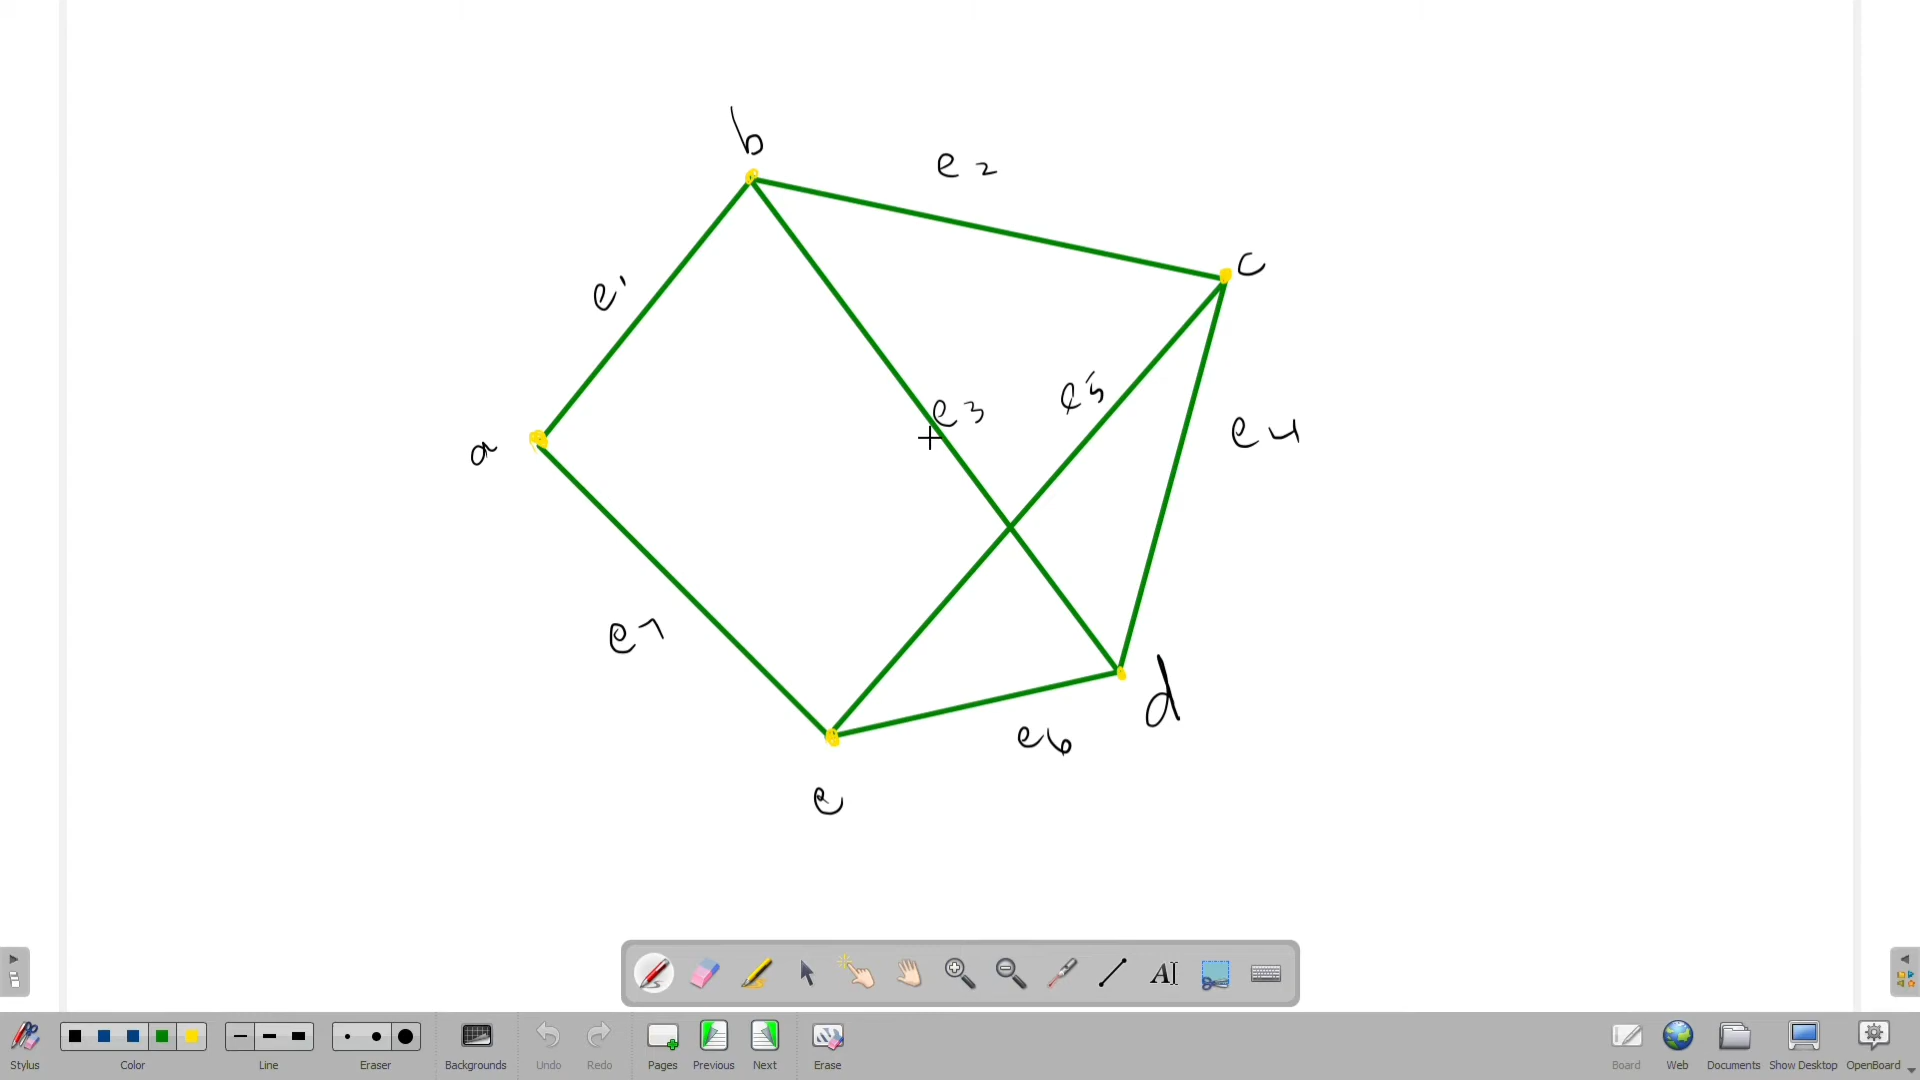 b
e2
c
e1
e5
e3
e4
a
e7
d
e6
e
AI
Stylus
Color
Line
Eraser
Backgrounds
Undo
Redo
Pages
Previous
Next
Erase
Board
Web
Documents
Show Desktop
OpenBoard